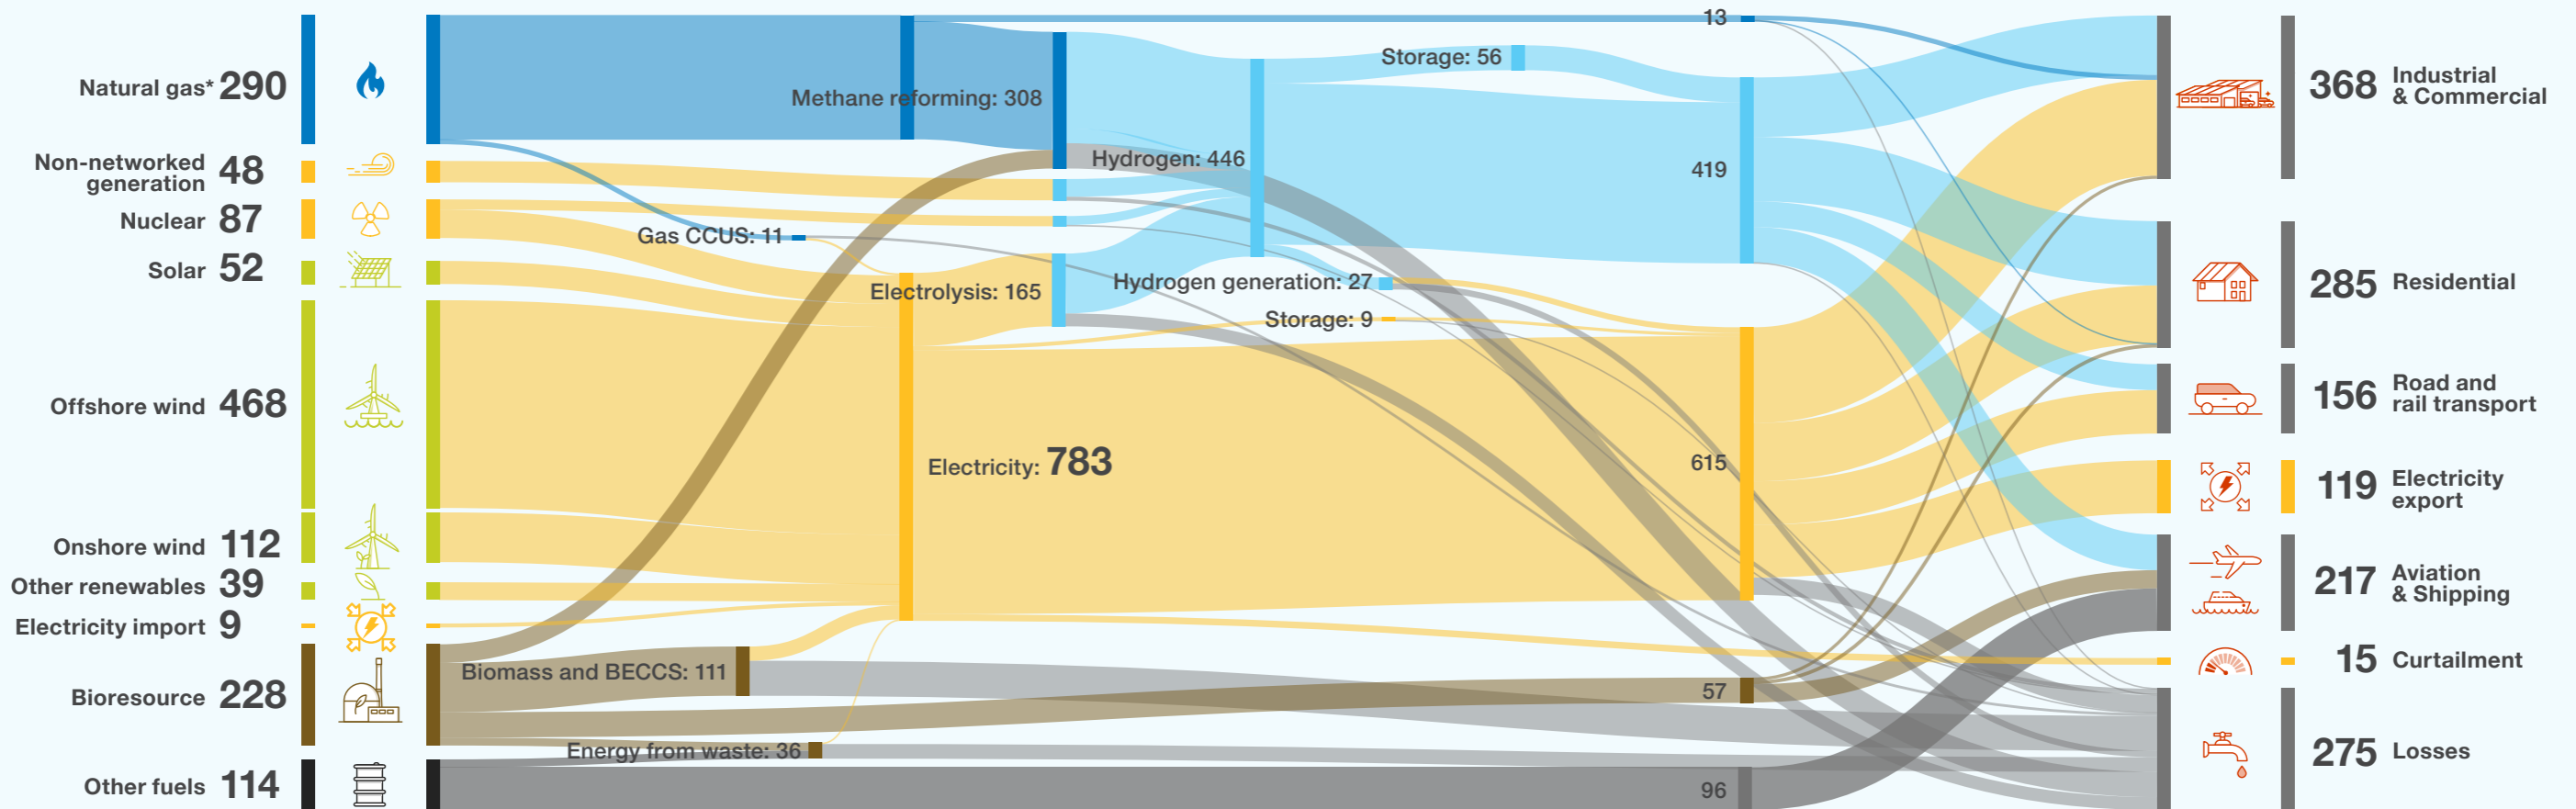 Natural gas* 290
Non-networked
generation 48
Nuclear 87
Solar 52
Offshore wind 468
Onshore wind 112
Other renewables 39
Electricity import 9
Bioresource 228
Other fuels 114
Methane reforming: 308
Gas CCUS: 11
Electrolysis: 165
Electricity: 783
Biomass and BECCS: 111
Energy from waste: 36
Hydrogen: 446
Hydrogen generation: 27
Storage: 9
Storage: 56
13
419
615
57
96
368 Industrial
& Commercial
285 Residential
156 Road and
rail transport
119 Electricity
export
217 Aviation
& Shipping
15 Curtailment
275 Losses